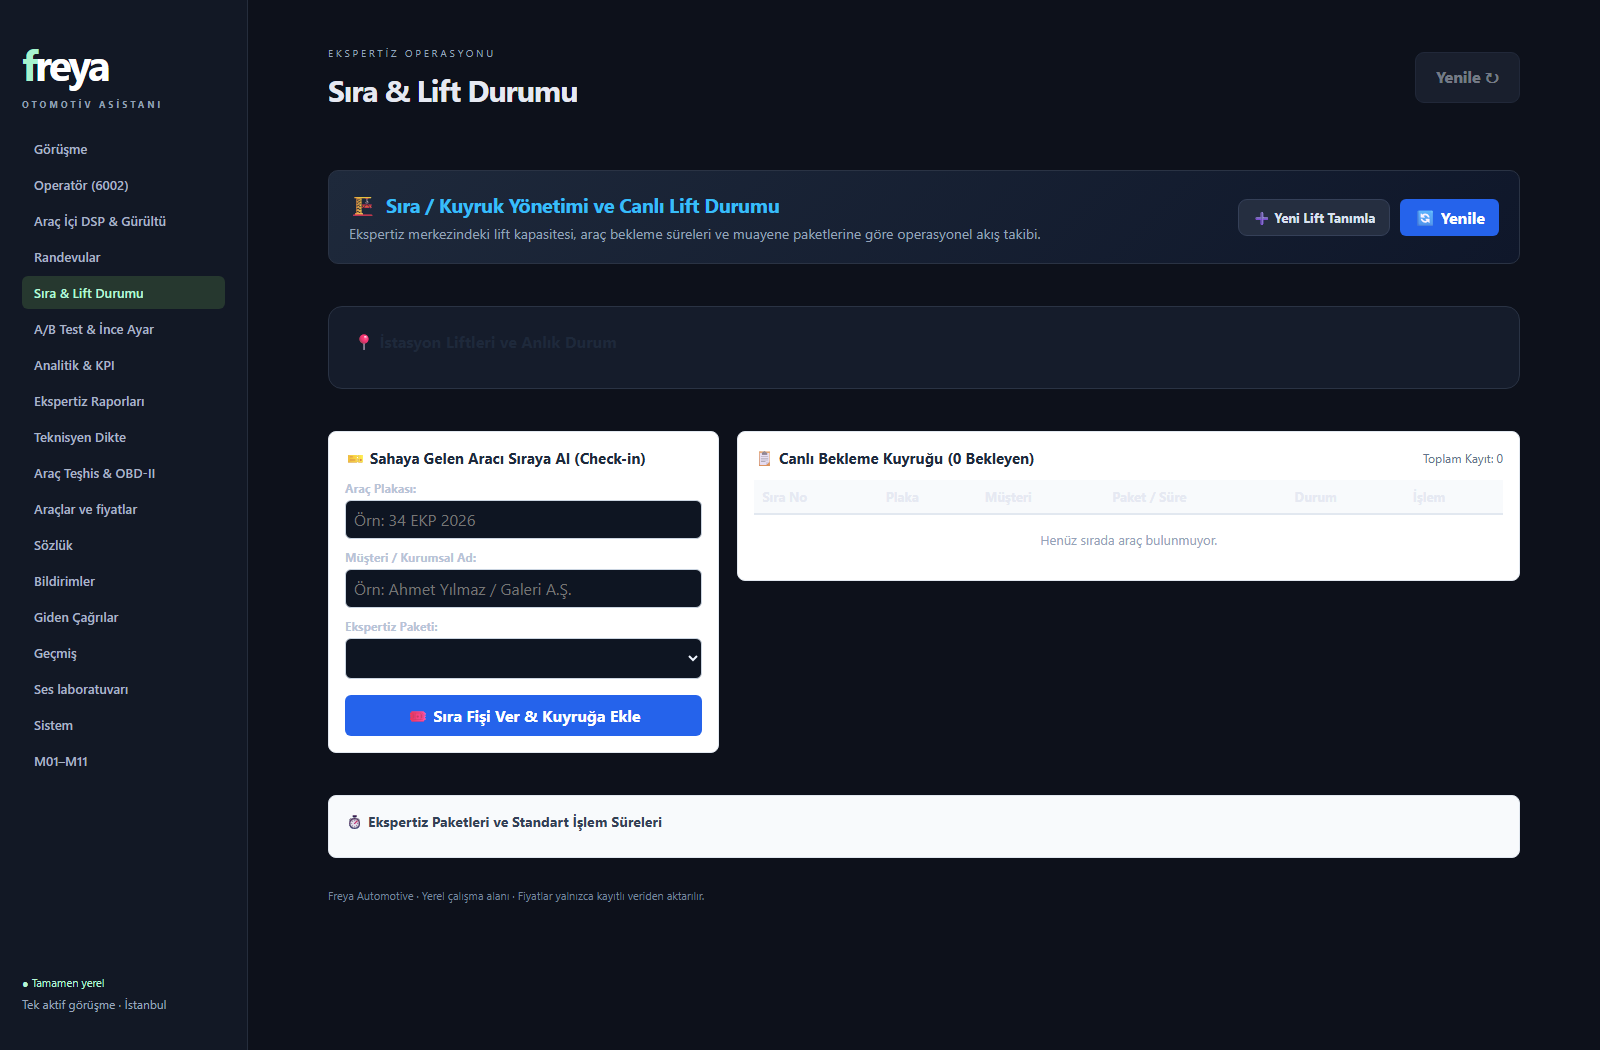 freya
OTOMOTİV ASİSTANI
Görüşme
Operatör (6002)
Araç İçi DSP & Gürültü
Randevular
Sıra & Lift Durumu
A/B Test & İnce Ayar
Analitik & KPI
Ekspertiz Raporları
Teknisyen Dikte
Araç Teşhis & OBD-II
Araçlar ve fiyatlar
Sözlük
Bildirimler
Giden Çağrılar
Geçmiş
Ses laboratuvarı
Sistem
M01–M11
● Tamamen yerel
Tek aktif görüşme · İstanbul
EKSPERTİZ OPERASYONU
Sıra & Lift Durumu
Yenile ↻
Sıra / Kuyruk Yönetimi ve Canlı Lift Durumu
Ekspertiz merkezindeki lift kapasitesi, araç bekleme süreleri ve muayene paketlerine göre operasyonel akış takibi.
Yeni Lift Tanımla
Yenile
İstasyon Liftleri ve Anlık Durum
Sahaya Gelen Aracı Sıraya Al (Check-in)
Araç Plakası:
Örn: 34 EKP 2026
Müşteri / Kurumsal Ad:
Örn: Ahmet Yılmaz / Galeri A.Ş.
Ekspertiz Paketi:
Sıra Fişi Ver & Kuyruğa Ekle
Canlı Bekleme Kuyruğu (0 Bekleyen)
Toplam Kayıt: 0
Sıra No Plaka Müşteri Paket / Süre Durum İşlem
Henüz sırada araç bulunmuyor.
Ekspertiz Paketleri ve Standart İşlem Süreleri
Freya Automotive · Yerel çalışma alanı · Fiyatlar yalnızca kayıtlı veriden aktarılır.